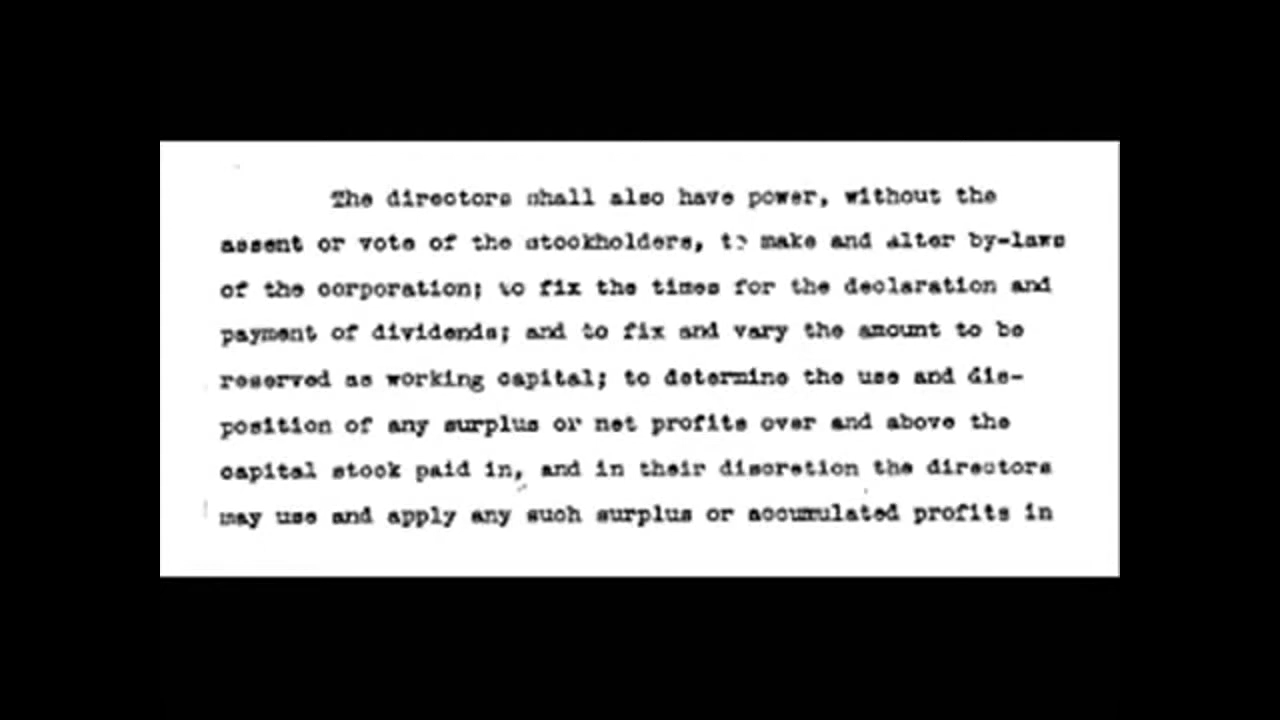 The directors shall also have power, without the
assent or vote of the stockholders, to make and alter by-laws
of the corporation; to fix the times for the declaration and
payment of dividends; and to fix and vary the amount to be
reserved as working capital; to determine the use and dis-
position of any surplus or net profits over and above the
capital stock paid in, and in their discretion the directors
may use and apply any such surplus or accumulated profits in